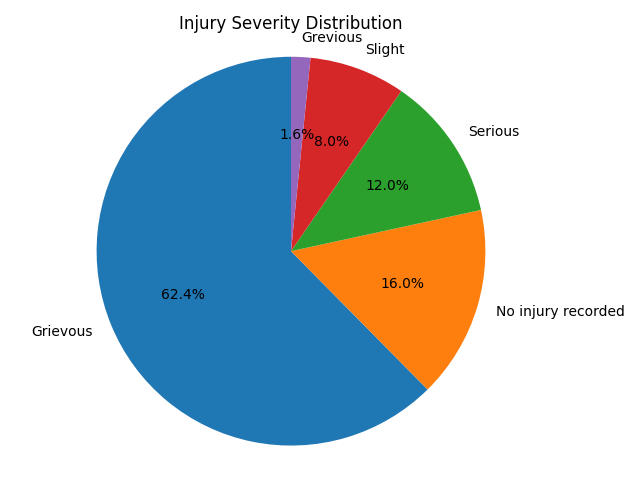 Injury Severity Distribution
Grevious
Slight
1.6%
8.0%
Serious
12.0%
16.0%
No injury recorded
62.4%
Grievous